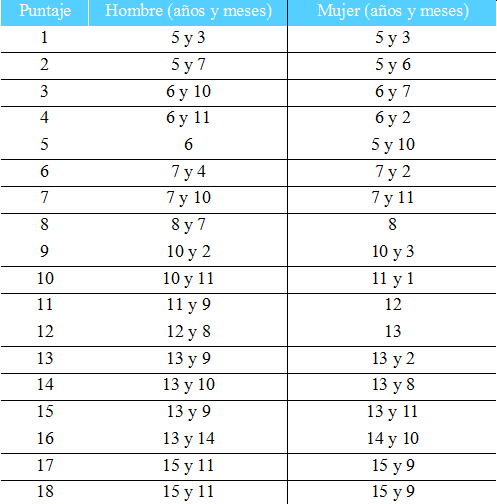 Puntaje Hombre (años y meses) Mujer (años y meses)
1 5 y 3 5 y 3
2 5 y 7 5 y 6
3 6 y 10 6 y 7
4 6 y 11 6 y 2
5 6 5 y 10
6 7 y 4 7 y 2
7 7 y 10 7 y 11
8 8 y 7 8
9 10 y 2 10 y 3
10 10 y 11 11 y 1
11 11 y 9 12
12 12 y 8 13
13 13 y 9 13 y 2
14 13 y 10 13 y 8
15 13 y 9 13 y 11
16 13 y 14 14 y 10
17 15 y 11 15 y 9
18 15 y 11 15 y 9